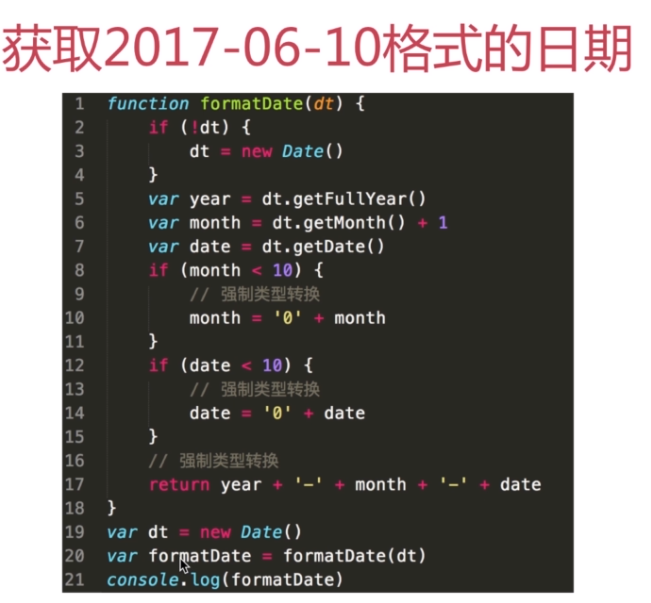 获取2017-06-10格式的日期
1 function formatDate(dt) {
2 if (!dt) {
3 dt = new Date()
4 }
5 var year = dt.getFullYear()
6 var month = dt.getMonth() + 1
7 var date = dt.getDate()
8 if (month < 10) {
9 // 强制类型转换
10 month = '0' + month
11 }
12 if (date < 10) {
13 // 强制类型转换
14 date = '0' + date
15 }
16 // 强制类型转换
17 return year + '-' + month + '-' + date
18 }
19 var dt = new Date()
20 var formatDate = formatDate(dt)
21 console.log(formatDate)